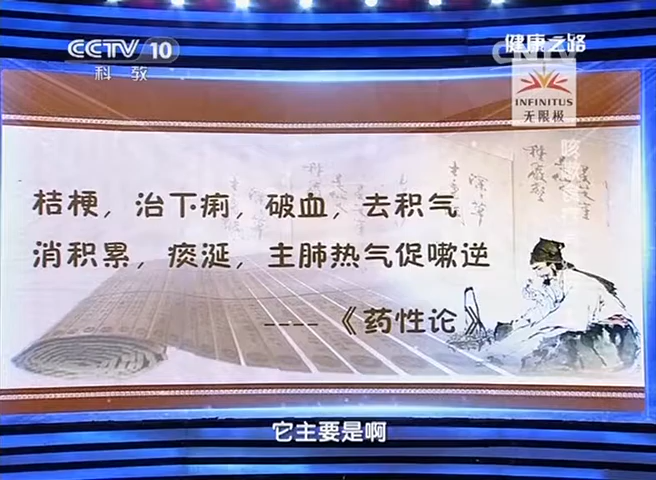 CCTV 10
科 教
健康之路
INFINITUS
无限极
桔梗，治下痢，破血，去积气
消积累，痰涎，主肺热气促嗽逆
---- 《药性论》
它主要是啊